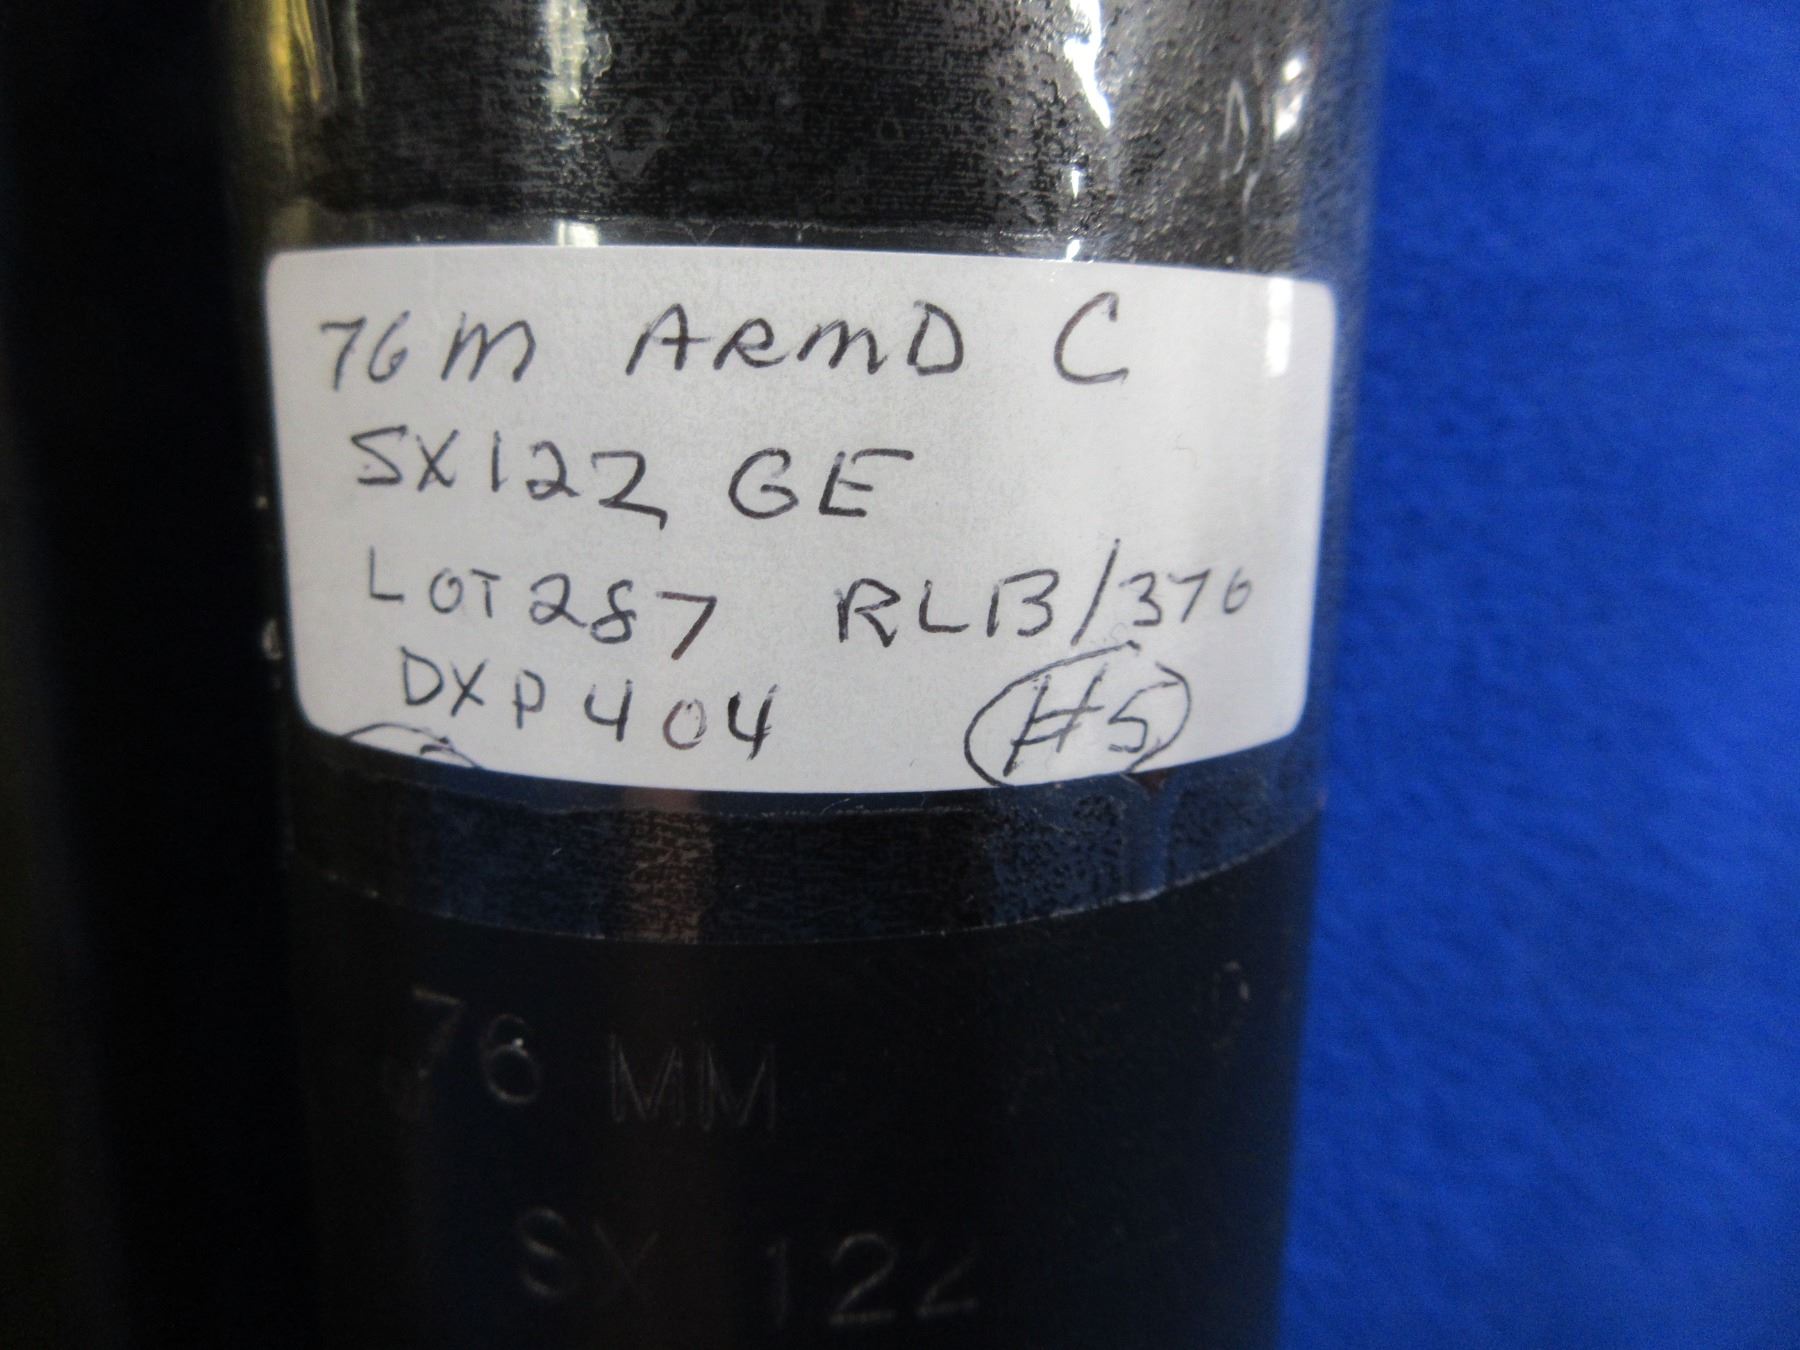 76M ARMD C
SX122 GE
LOT287 RLB/376
DXP404 #5
76 MM
SX 122